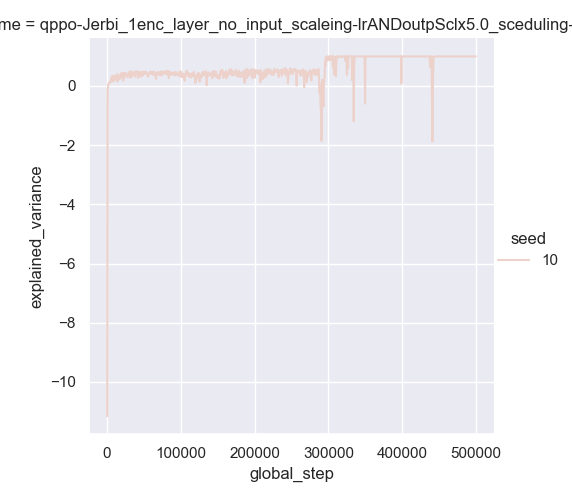 me = qppo-Jerbi_1enc_layer_no_input_scaleing-lrANDoutpSclx5.0_sceduling-
0
−2
−4
−6
−8
−10
explained_variance
0 100000 200000 300000 400000 500000
global_step
seed
10